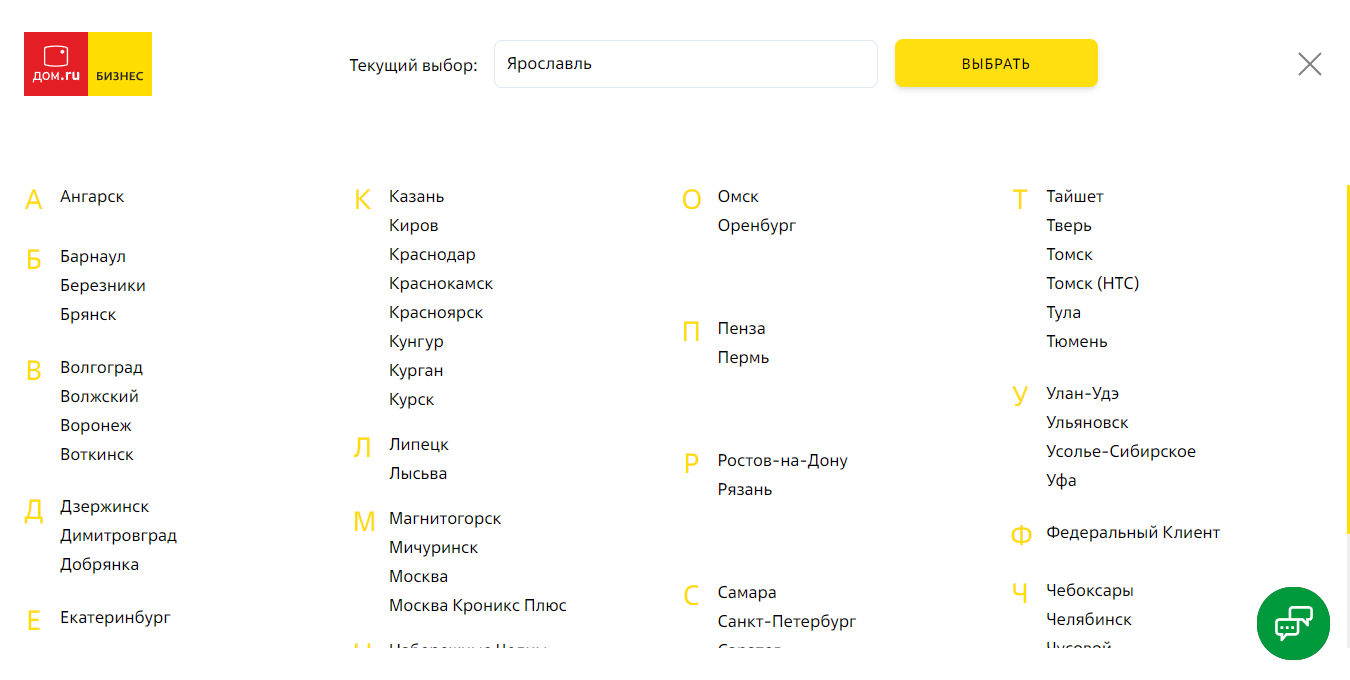 ДОМ.ru БИЗНЕС
Текущий выбор:
Ярославль
ВЫБРАТЬ
А
Ангарск
Б
Барнаул
Березники
Брянск
В
Волгоград
Волжский
Воронеж
Воткинск
Д
Дзержинск
Димитровград
Добрянка
Е
Екатеринбург
К
Казань
Киров
Краснодар
Краснокамск
Красноярск
Кунгур
Курган
Курск
Л
Липецк
Лысьва
М
Магнитогорск
Мичуринск
Москва
Москва Кроникс Плюс
О
Омск
Оренбург
П
Пенза
Пермь
Р
Ростов-на-Дону
Рязань
С
Самара
Санкт-Петербург
Т
Тайшет
Тверь
Томск
Томск (НТС)
Тула
Тюмень
У
Улан-Удэ
Ульяновск
Усолье-Сибирское
Уфа
Ф
Федеральный Клиент
Ч
Чебоксары
Челябинск